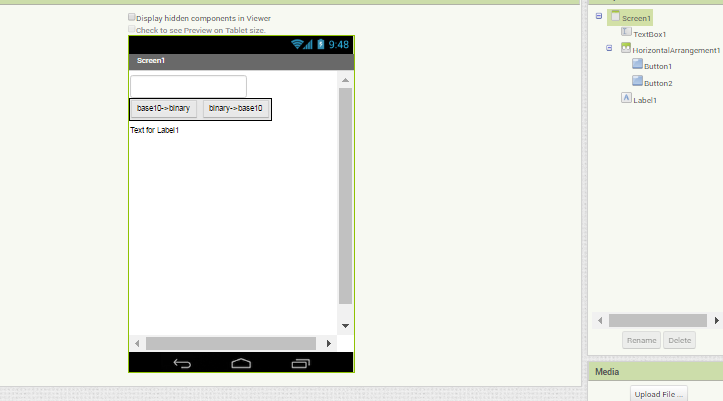 Display hidden components in Viewer
Check to see Preview on Tablet size.
9:48
Screen1
base10->binary binary->base10
Text for Label1
Screen1
TextBox1
HorizontalArrangement1
Button1
Button2
A Label1
Rename Delete
Media
Upload File ...